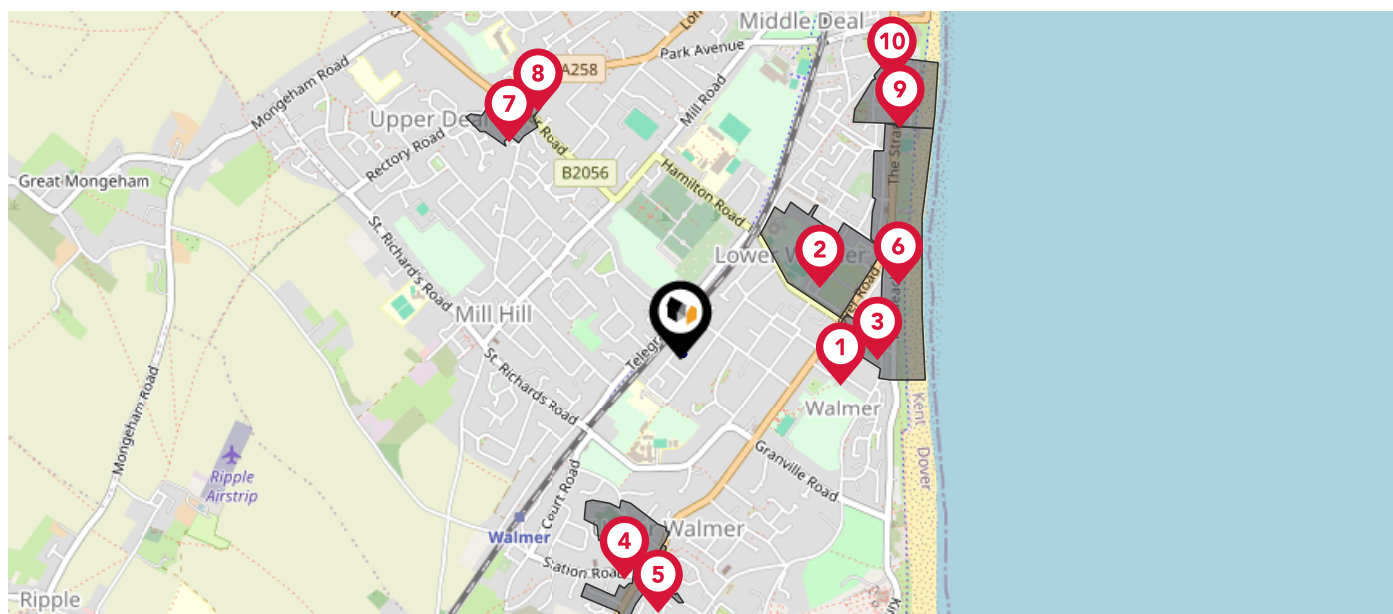 Middle Deal
Park Avenue
10
A258
8
Mongeham Road
9
7
Mill Road
Rectory Road
B2056
Great Mongeham
Hamilton Road
St. Richard's Road
2
6
Mill Hill
3
1
St. Richards Road
Walmer
Kent
Dover
Mongeham Road
Granville Road
Ripple
Airstrip
Court Road
Walmer
4
Station Road
5
Ripple